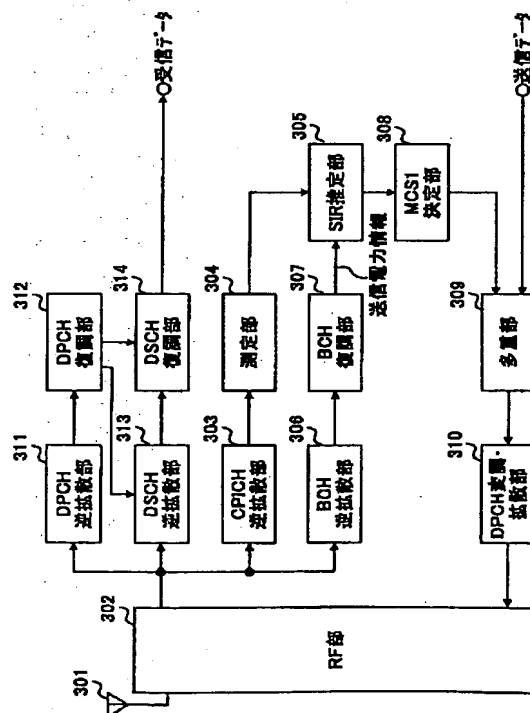 301
302
RF部
311
DPCH
逆拡散部
312
DPCH
復調部
313
DSCH
逆拡散部
314
DSCH
復調部
受信データ
303
CPICH
逆拡散部
304
測定部
305
SIR推定部
306
BCH
逆拡散部
307
BCH
復調部
送信電力情報
308
MCS1
決定部
309
多重部
310
DPCH変調・
拡散部
送信データ